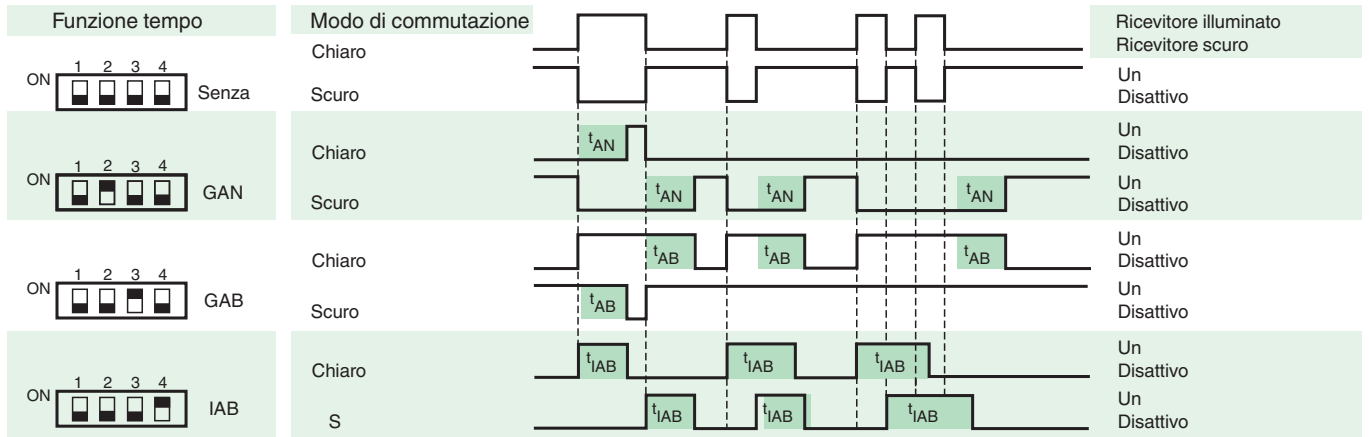 Funzione tempo
Modo di commutazione
Ricevitore illuminato
Chiaro
Ricevitore scuro
1 2 3 4
ON
Senza
Scuro
Un
Disattivo
Chiaro
tAN
Un
Disattivo
1 2 3 4
ON
GAN
Scuro
tAN
tAN
tAN
Un
Disattivo
Chiaro
tAB
tAB
tAB
Un
Disattivo
1 2 3 4
ON
GAB
Scuro
tAB
Un
Disattivo
Chiaro
tIAB
tIAB
tIAB
Un
Disattivo
1 2 3 4
ON
IAB
S
tIAB
tIAB
tIAB
Un
Disattivo